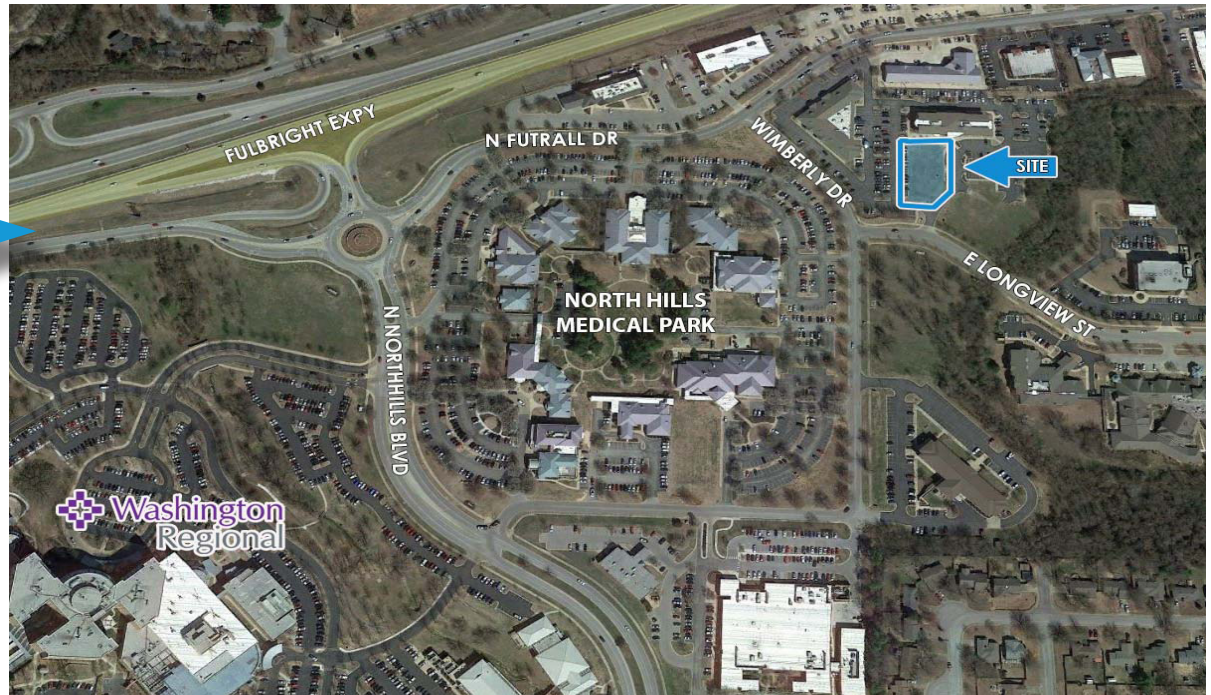 FULBRIGHT EXPY
N FUTRALL DR
WIMBERLY DR
SITE
E LONGVIEW ST
NORTH HILLS
MEDICAL PARK
N NORTHHILLS BLVD
Washington
Regional